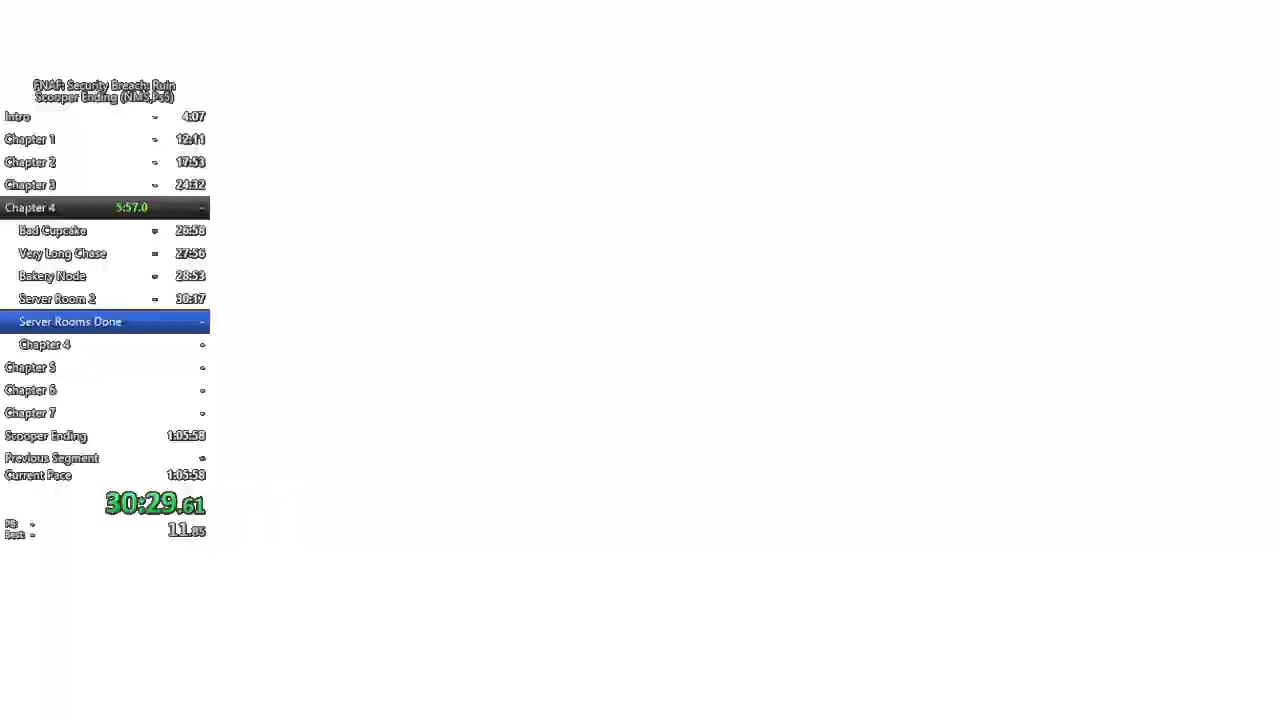 FNAF: Security Breach: Ruin
Scooper Ending (NMS,Ps5)
Intro - 4:07
Chapter 1 - 12:11
Chapter 2 - 17:53
Chapter 3 - 24:32
Chapter 4 5:57.0 -
Bad Cupcake - 26:58
Very Long Chase - 27:56
Bakery Node - 28:53
Server Room 2 - 30:17
Server Rooms Done -
Chapter 4 -
Chapter 5 -
Chapter 6 -
Chapter 7 -
Scooper Ending 1:05:58
Previous Segment -
Current Pace 1:05:58
30:29.61
PB: -
Best: -
11.85